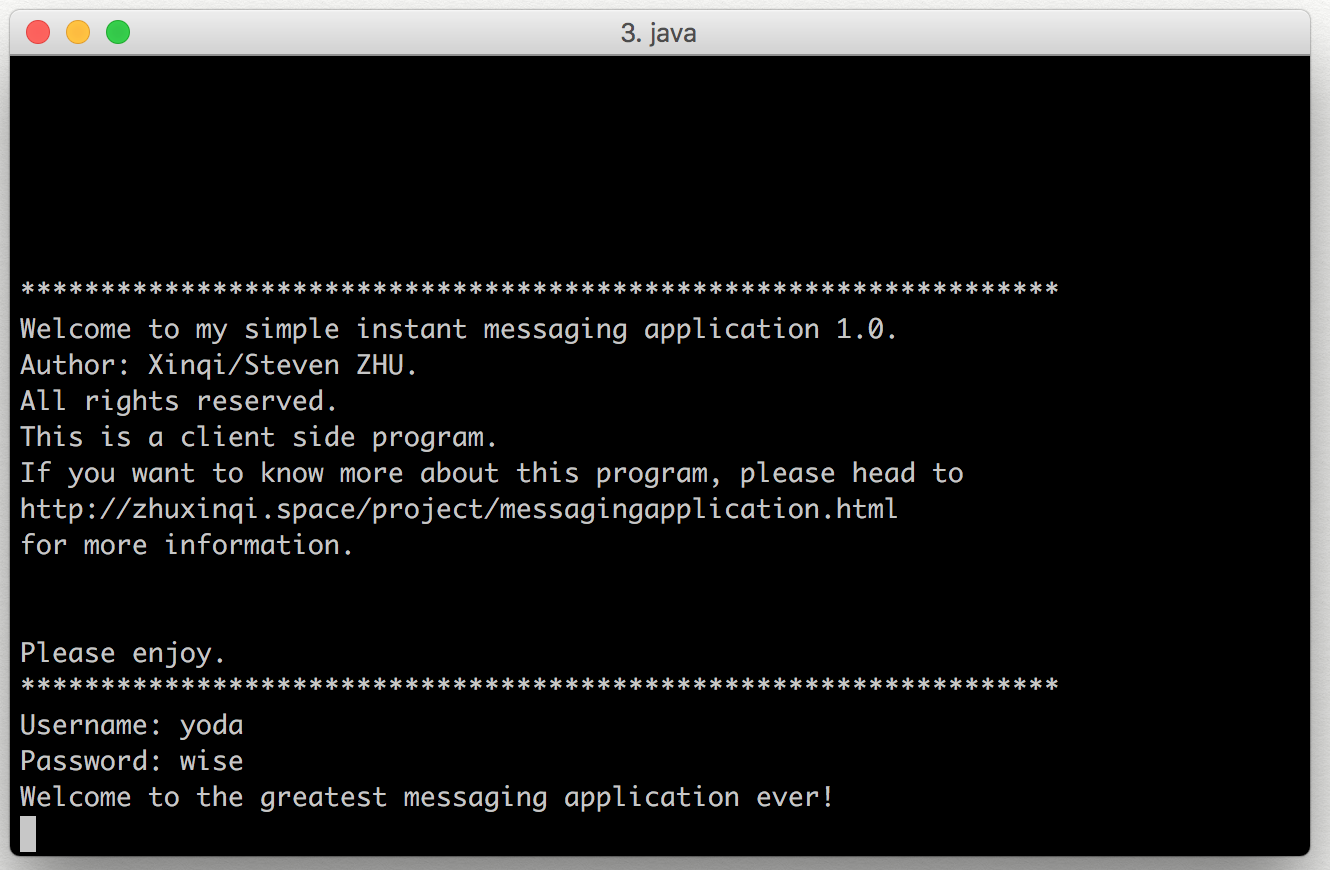 3. java
*****************************************************************
Welcome to my simple instant messaging application 1.0.
Author: Xinqi/Steven ZHU.
All rights reserved.
This is a client side program.
If you want to know more about this program, please head to
http://zhuxinqi.space/project/messagingapplication.html
for more information.
Please enjoy.
*****************************************************************
Username: yoda
Password: wise
Welcome to the greatest messaging application ever!